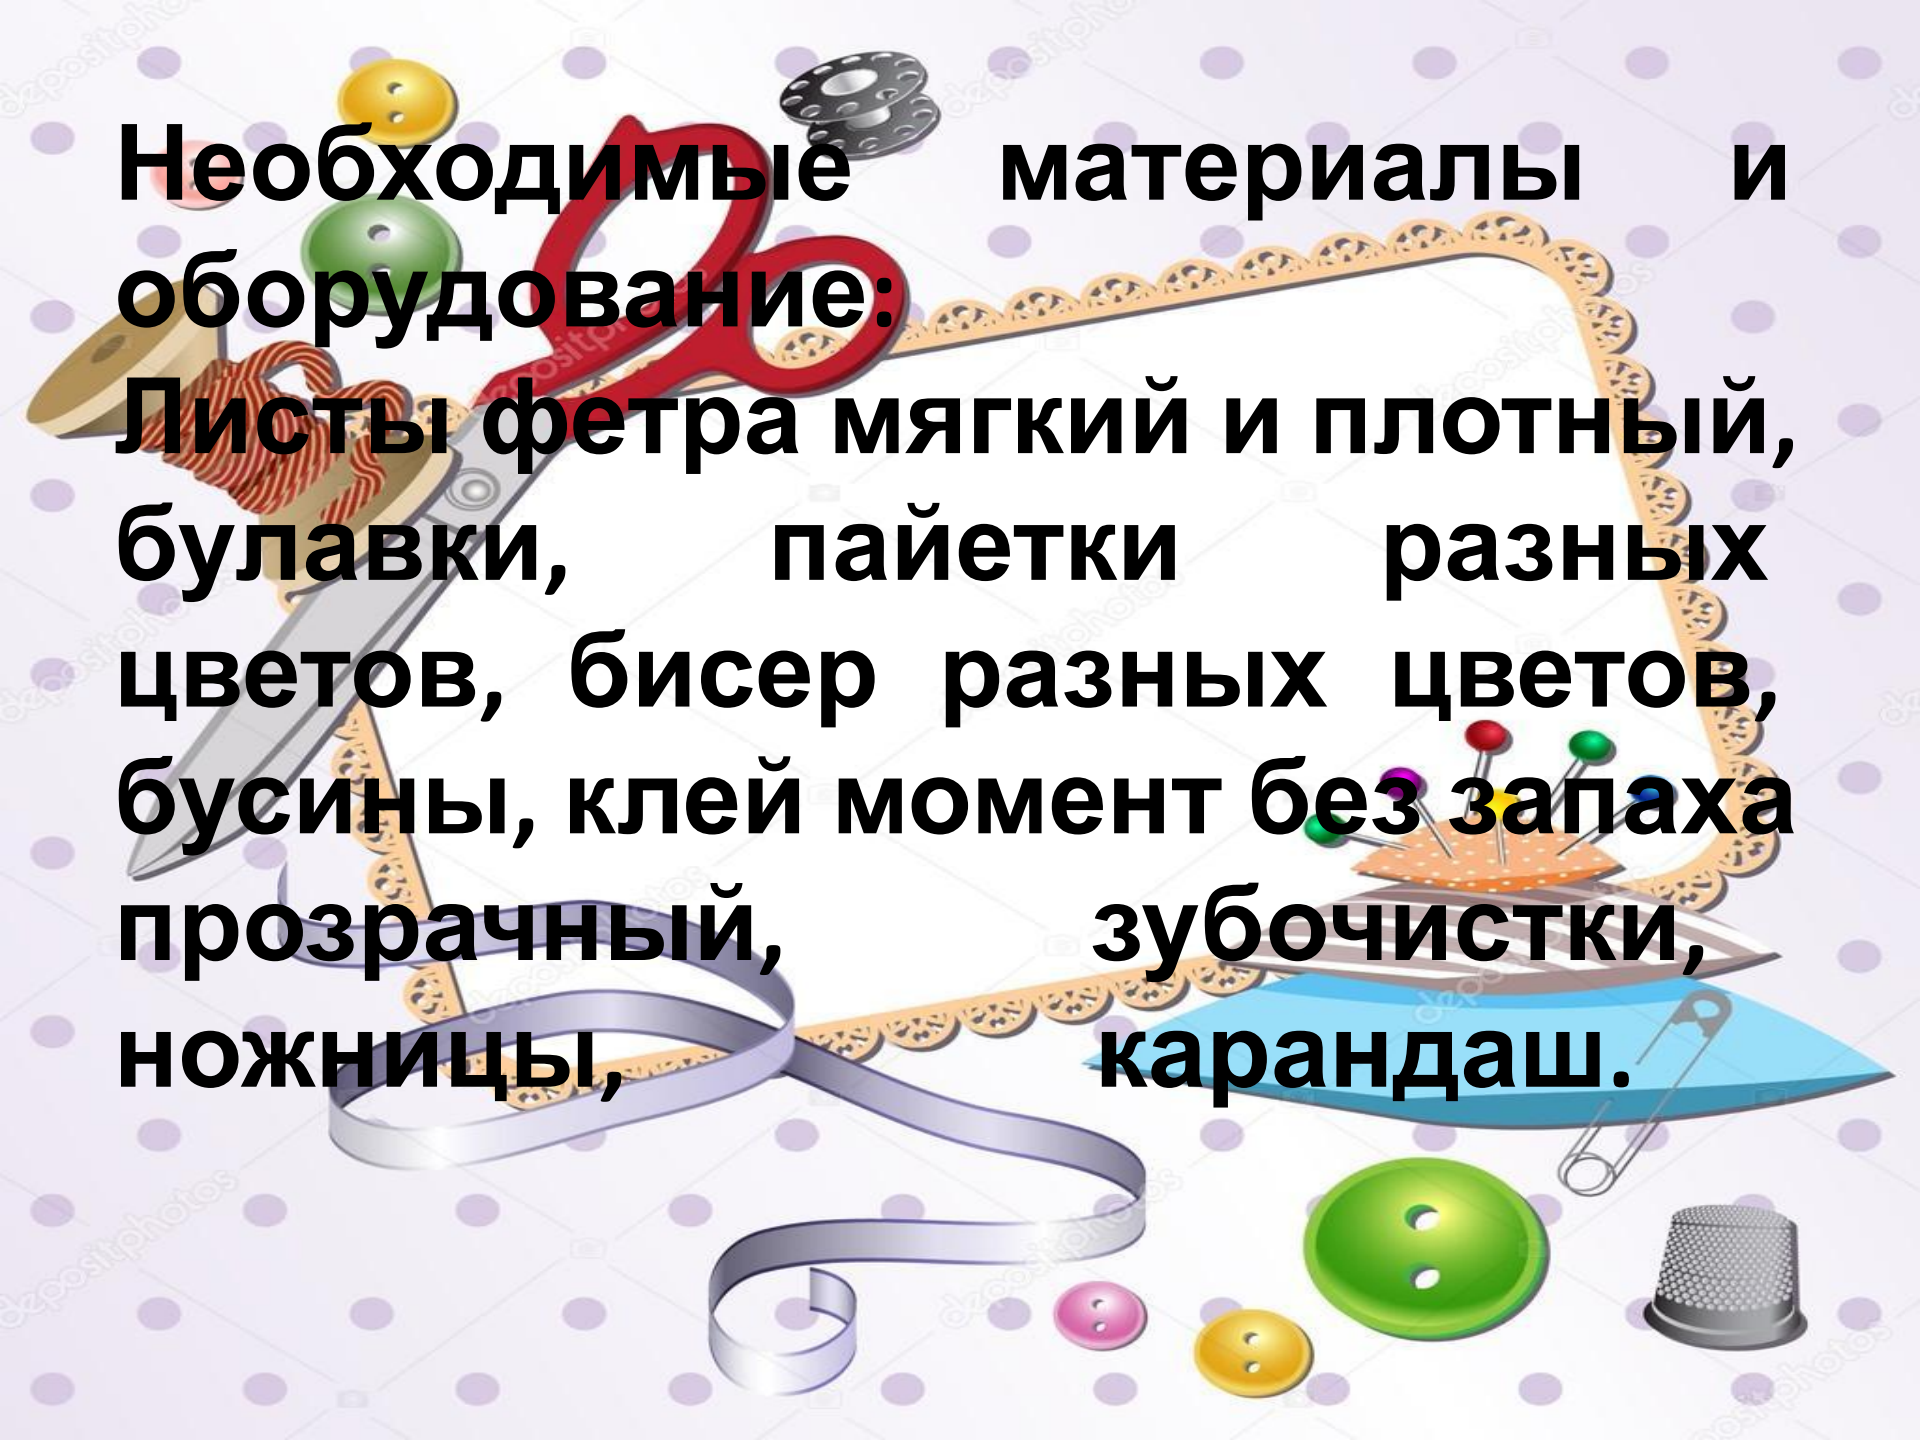 Необходимые материалы и
оборудование:
Листы фетра мягкий и плотный,
булавки, пайетки разных
цветов, бисер разных цветов,
бусины, клей момент без запаха
прозрачный, зубочистки,
ножницы, карандаш.
depositphotos